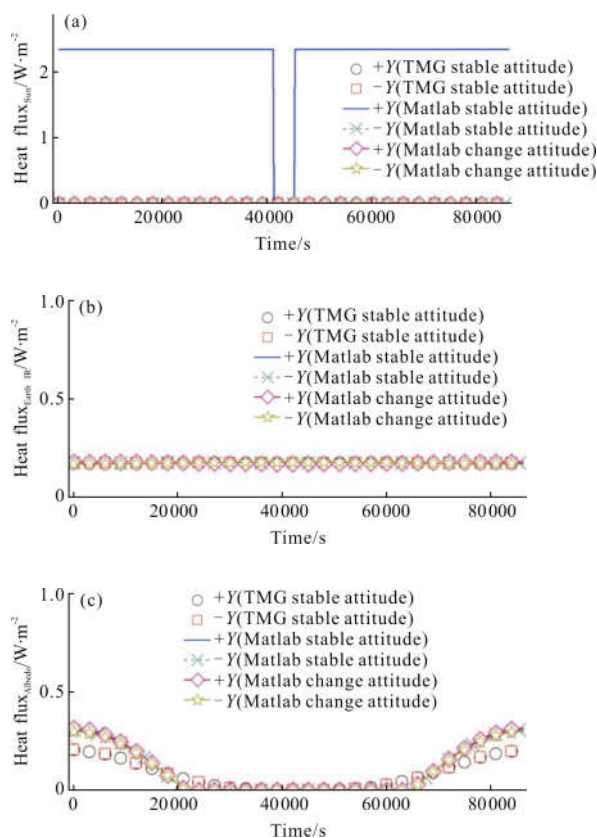 (a)
Heat fluxSun/W·m-2
2
1
0
○ +Y(TMG stable attitude)
□ -Y(TMG stable attitude)
+Y(Matlab stable attitude)
-Y(Matlab stable attitude)
+Y(Matlab change attitude)
-Y(Matlab change attitude)
0 20000 40000 60000 80000
Time/s
(b)
Heat fluxEarth IR/W·m-2
1.0
0.5
0
+Y(TMG stable attitude)
-Y(TMG stable attitude)
+Y(Matlab stable attitude)
-Y(Matlab stable attitude)
+Y(Matlab change attitude)
-Y(Matlab change attitude)
0 20000 40000 60000 80000
Time/s
(c)
Heat fluxAlbedo/W·m-2
1.0
0.5
0
+Y(TMG stable attitude)
-Y(TMG stable attitude)
+Y(Matlab stable attitude)
-Y(Matlab stable attitude)
+Y(Matlab change attitude)
-Y(Matlab change attitude)
0 20000 40000 60000 80000
Time/s